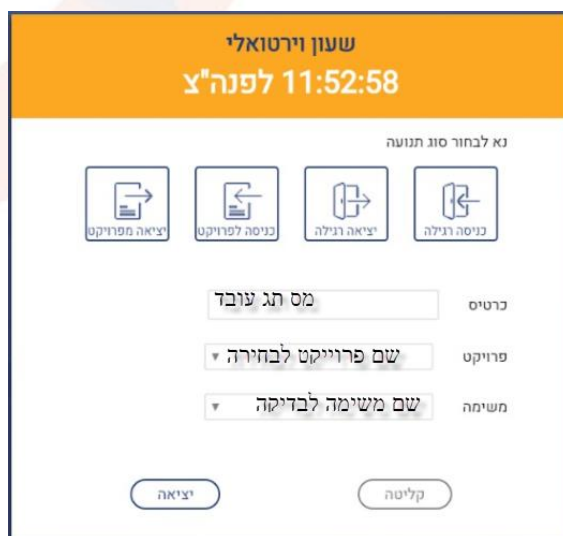 שעון וירטואלי
11:52:58 לפנה"צ
נא לבחור סוג תנועה
כניסה רגילה
יציאה רגילה
כניסה לפרויקט
יציאה מפרויקט
כרטיס מס תג עובד
פרויקט שם פרוייקט לבחירה
משימה שם משימה לבדיקה
קליטה יציאה